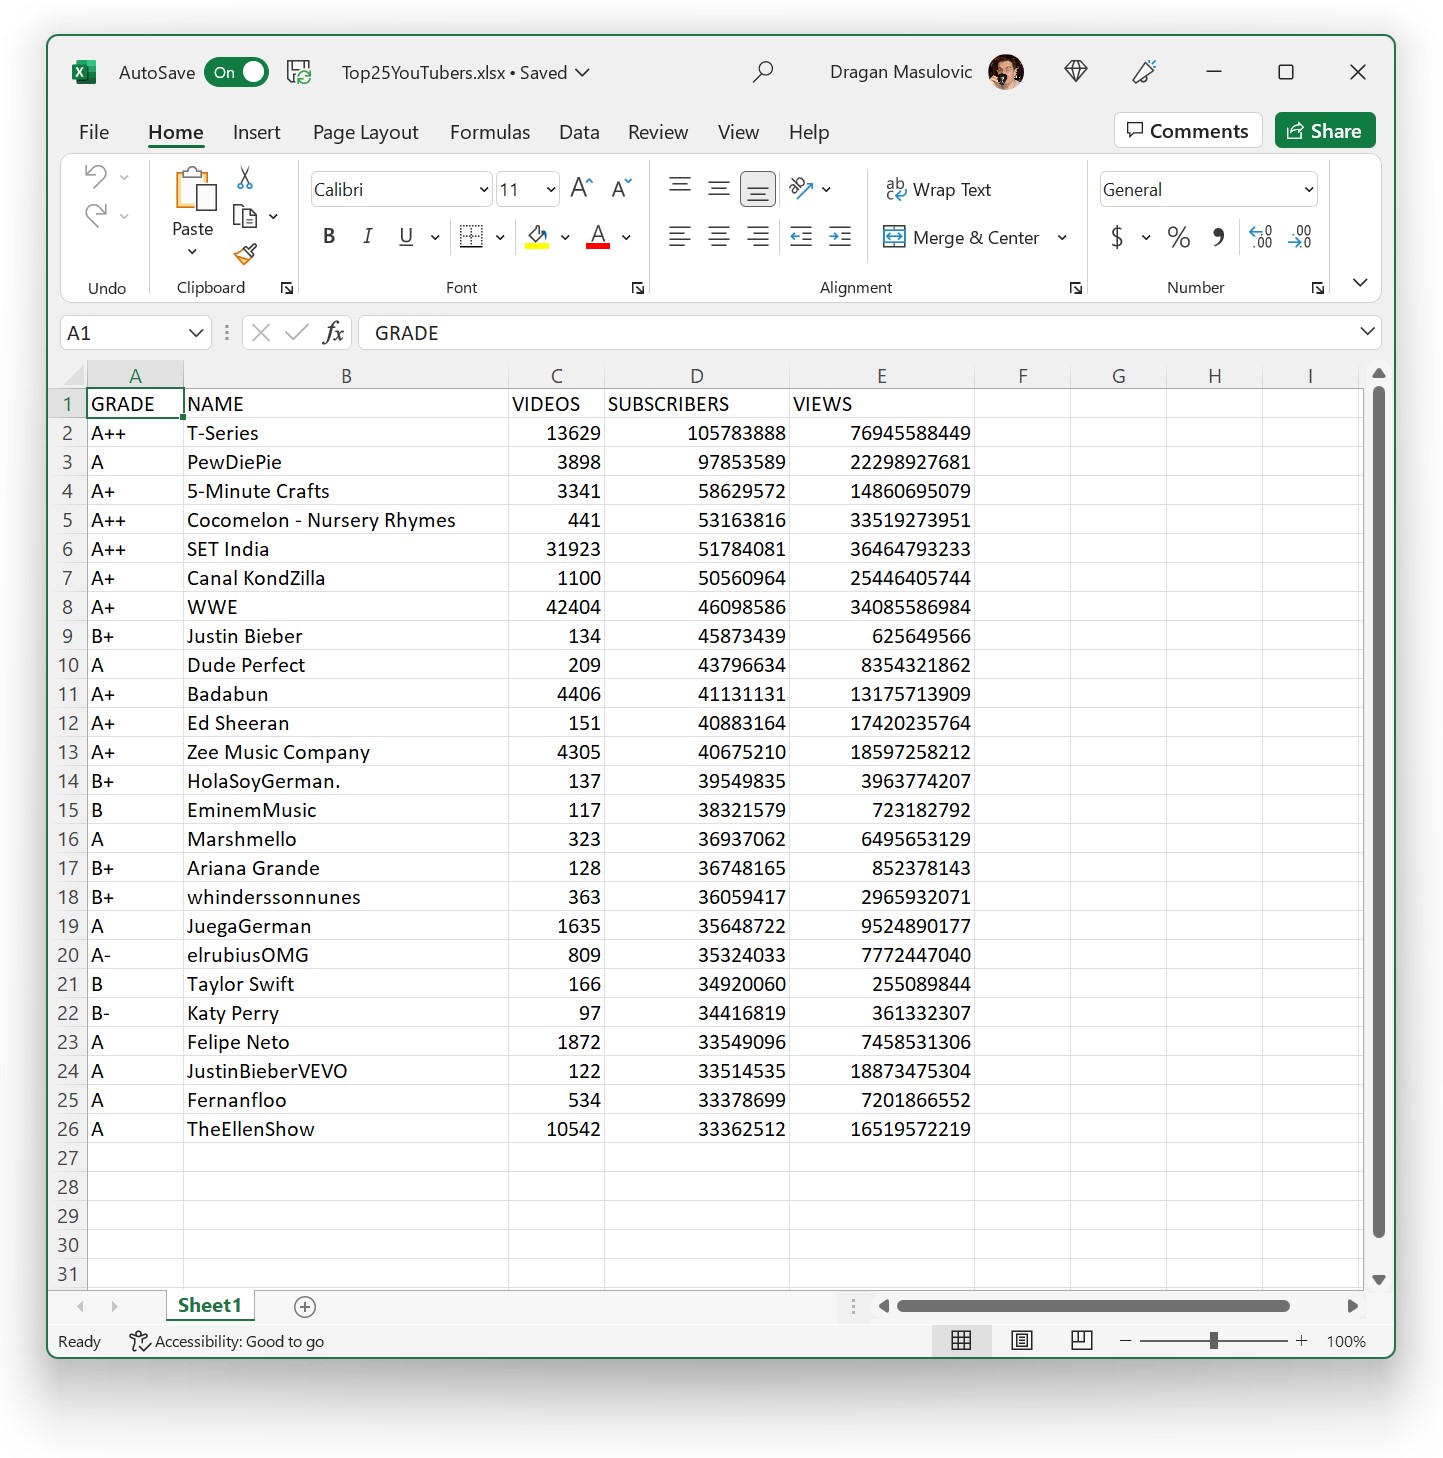 AutoSave On Top25YouTubers.xlsx • Saved Dragan Masulovic
File Home Insert Page Layout Formulas Data Review View Help Comments Share
Calibri 11 A A ab Wrap Text General
Paste B I U A Merge & Center $ % 9 .00 .00
Undo Clipboard Font Alignment Number
A1 fx GRADE
A B C D E F G H I
1 GRADE NAME VIDEOS SUBSCRIBERS VIEWS
2 A++ T-Series 13629 105783888 76945588449
3 A PewDiePie 3898 97853589 22298927681
4 A+ 5-Minute Crafts 3341 58629572 14860695079
5 A++ Cocomelon - Nursery Rhymes 441 53163816 33519273951
6 A++ SET India 31923 51784081 36464793233
7 A+ Canal KondZilla 1100 50560964 25446405744
8 A+ WWE 42404 46098586 34085586984
9 B+ Justin Bieber 134 45873439 625649566
10 A Dude Perfect 209 43796634 8354321862
11 A+ Badabun 4406 41131131 13175713909
12 A+ Ed Sheeran 151 40883164 17420235764
13 A+ Zee Music Company 4305 40675210 18597258212
14 B+ HolaSoyGerman. 137 39549835 3963774207
15 B EminemMusic 117 38321579 723182792
16 A Marshmello 323 36937062 6495653129
17 B+ Ariana Grande 128 36748165 852378143
18 B+ whinderssonnunes 363 36059417 2965932071
19 A JuegaGerman 1635 35648722 9524890177
20 A- elrubiusOMG 809 35324033 7772447040
21 B Taylor Swift 166 34920060 255089844
22 B- Katy Perry 97 34416819 361332307
23 A Felipe Neto 1872 33549096 7458531306
24 A JustinBieberVEVO 122 33514535 18873475304
25 A Fernanfloo 534 33378699 7201866552
26 A TheEllenShow 10542 33362512 16519572219
27
28
29
30
31
Sheet1
Ready Accessibility: Good to go 100%